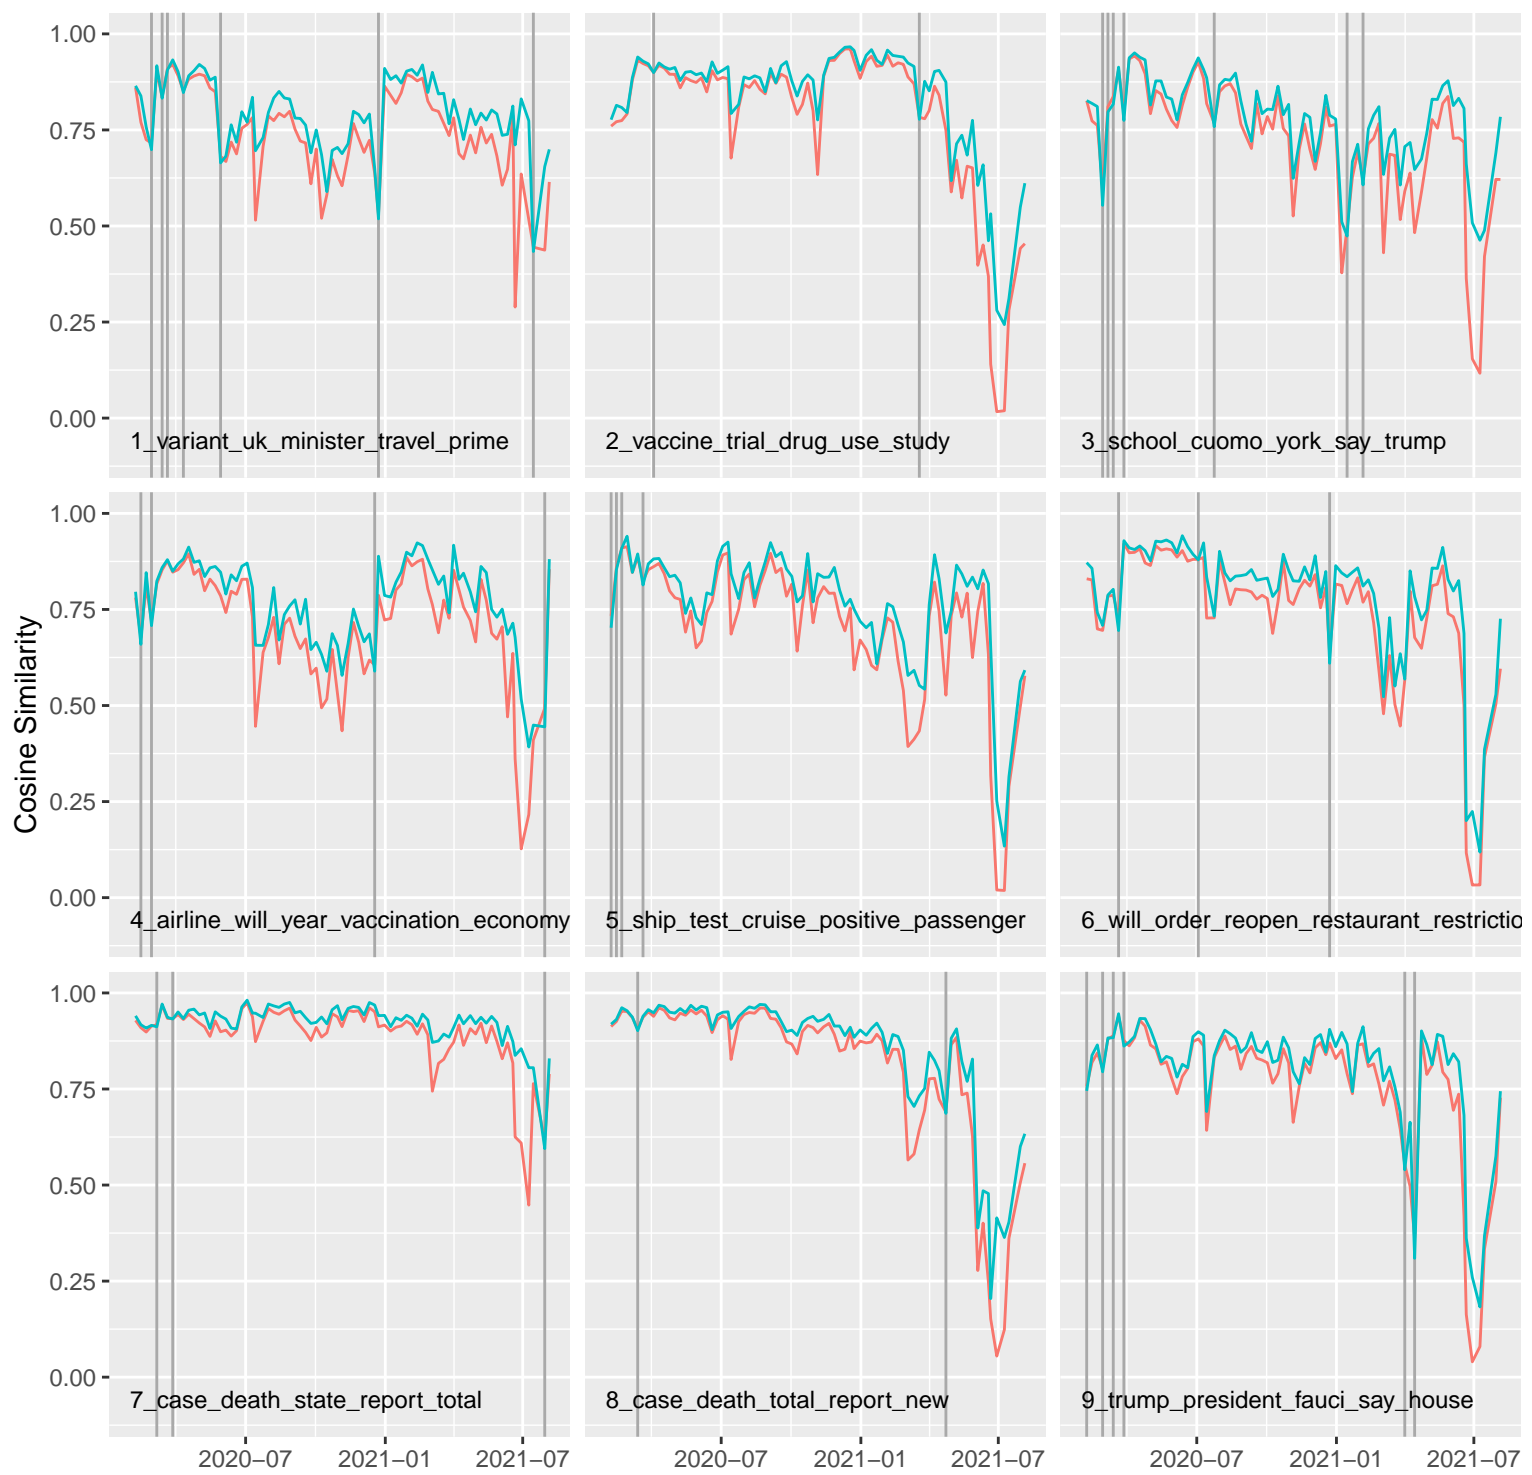 Cosine Similarity
1.00
0.75
0.50
0.25
0.00
1_variant_uk_minister_travel_prime
2_vaccine_trial_drug_use_study
3_school_cuomo_york_say_trump
1.00
0.75
0.50
0.25
0.00
4_airline_will_year_vaccination_economy
5_ship_test_cruise_positive_passenger
6_will_order_reopen_restaurant_restrictio
1.00
0.75
0.50
0.25
0.00
7_case_death_state_report_total
8_case_death_total_report_new
9_trump_president_fauci_say_house
2020−07 2021−01 2021−07
2020−07 2021−01 2021−07
2020−07 2021−01 2021−07